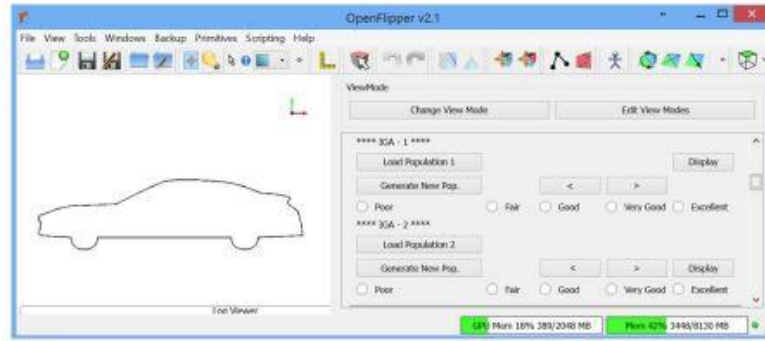 OpenFlipper v2.1
File View Tools Windows Backup Primitives Scripting Help
ViewMode
Change View Mode Edit View Modes
**** IGA - 1 ****
Load Population 1 Display
Generate New Pop. < >
Poor Fair Good Very Good Excellent
**** IGA - 2 ****
Load Population 2
Generate New Pop. < > Display
Poor Fair Good Very Good Excellent
Log Viewer
GPU Mem 18% 389/2048 MB Mem 42% 3448/8130 MB